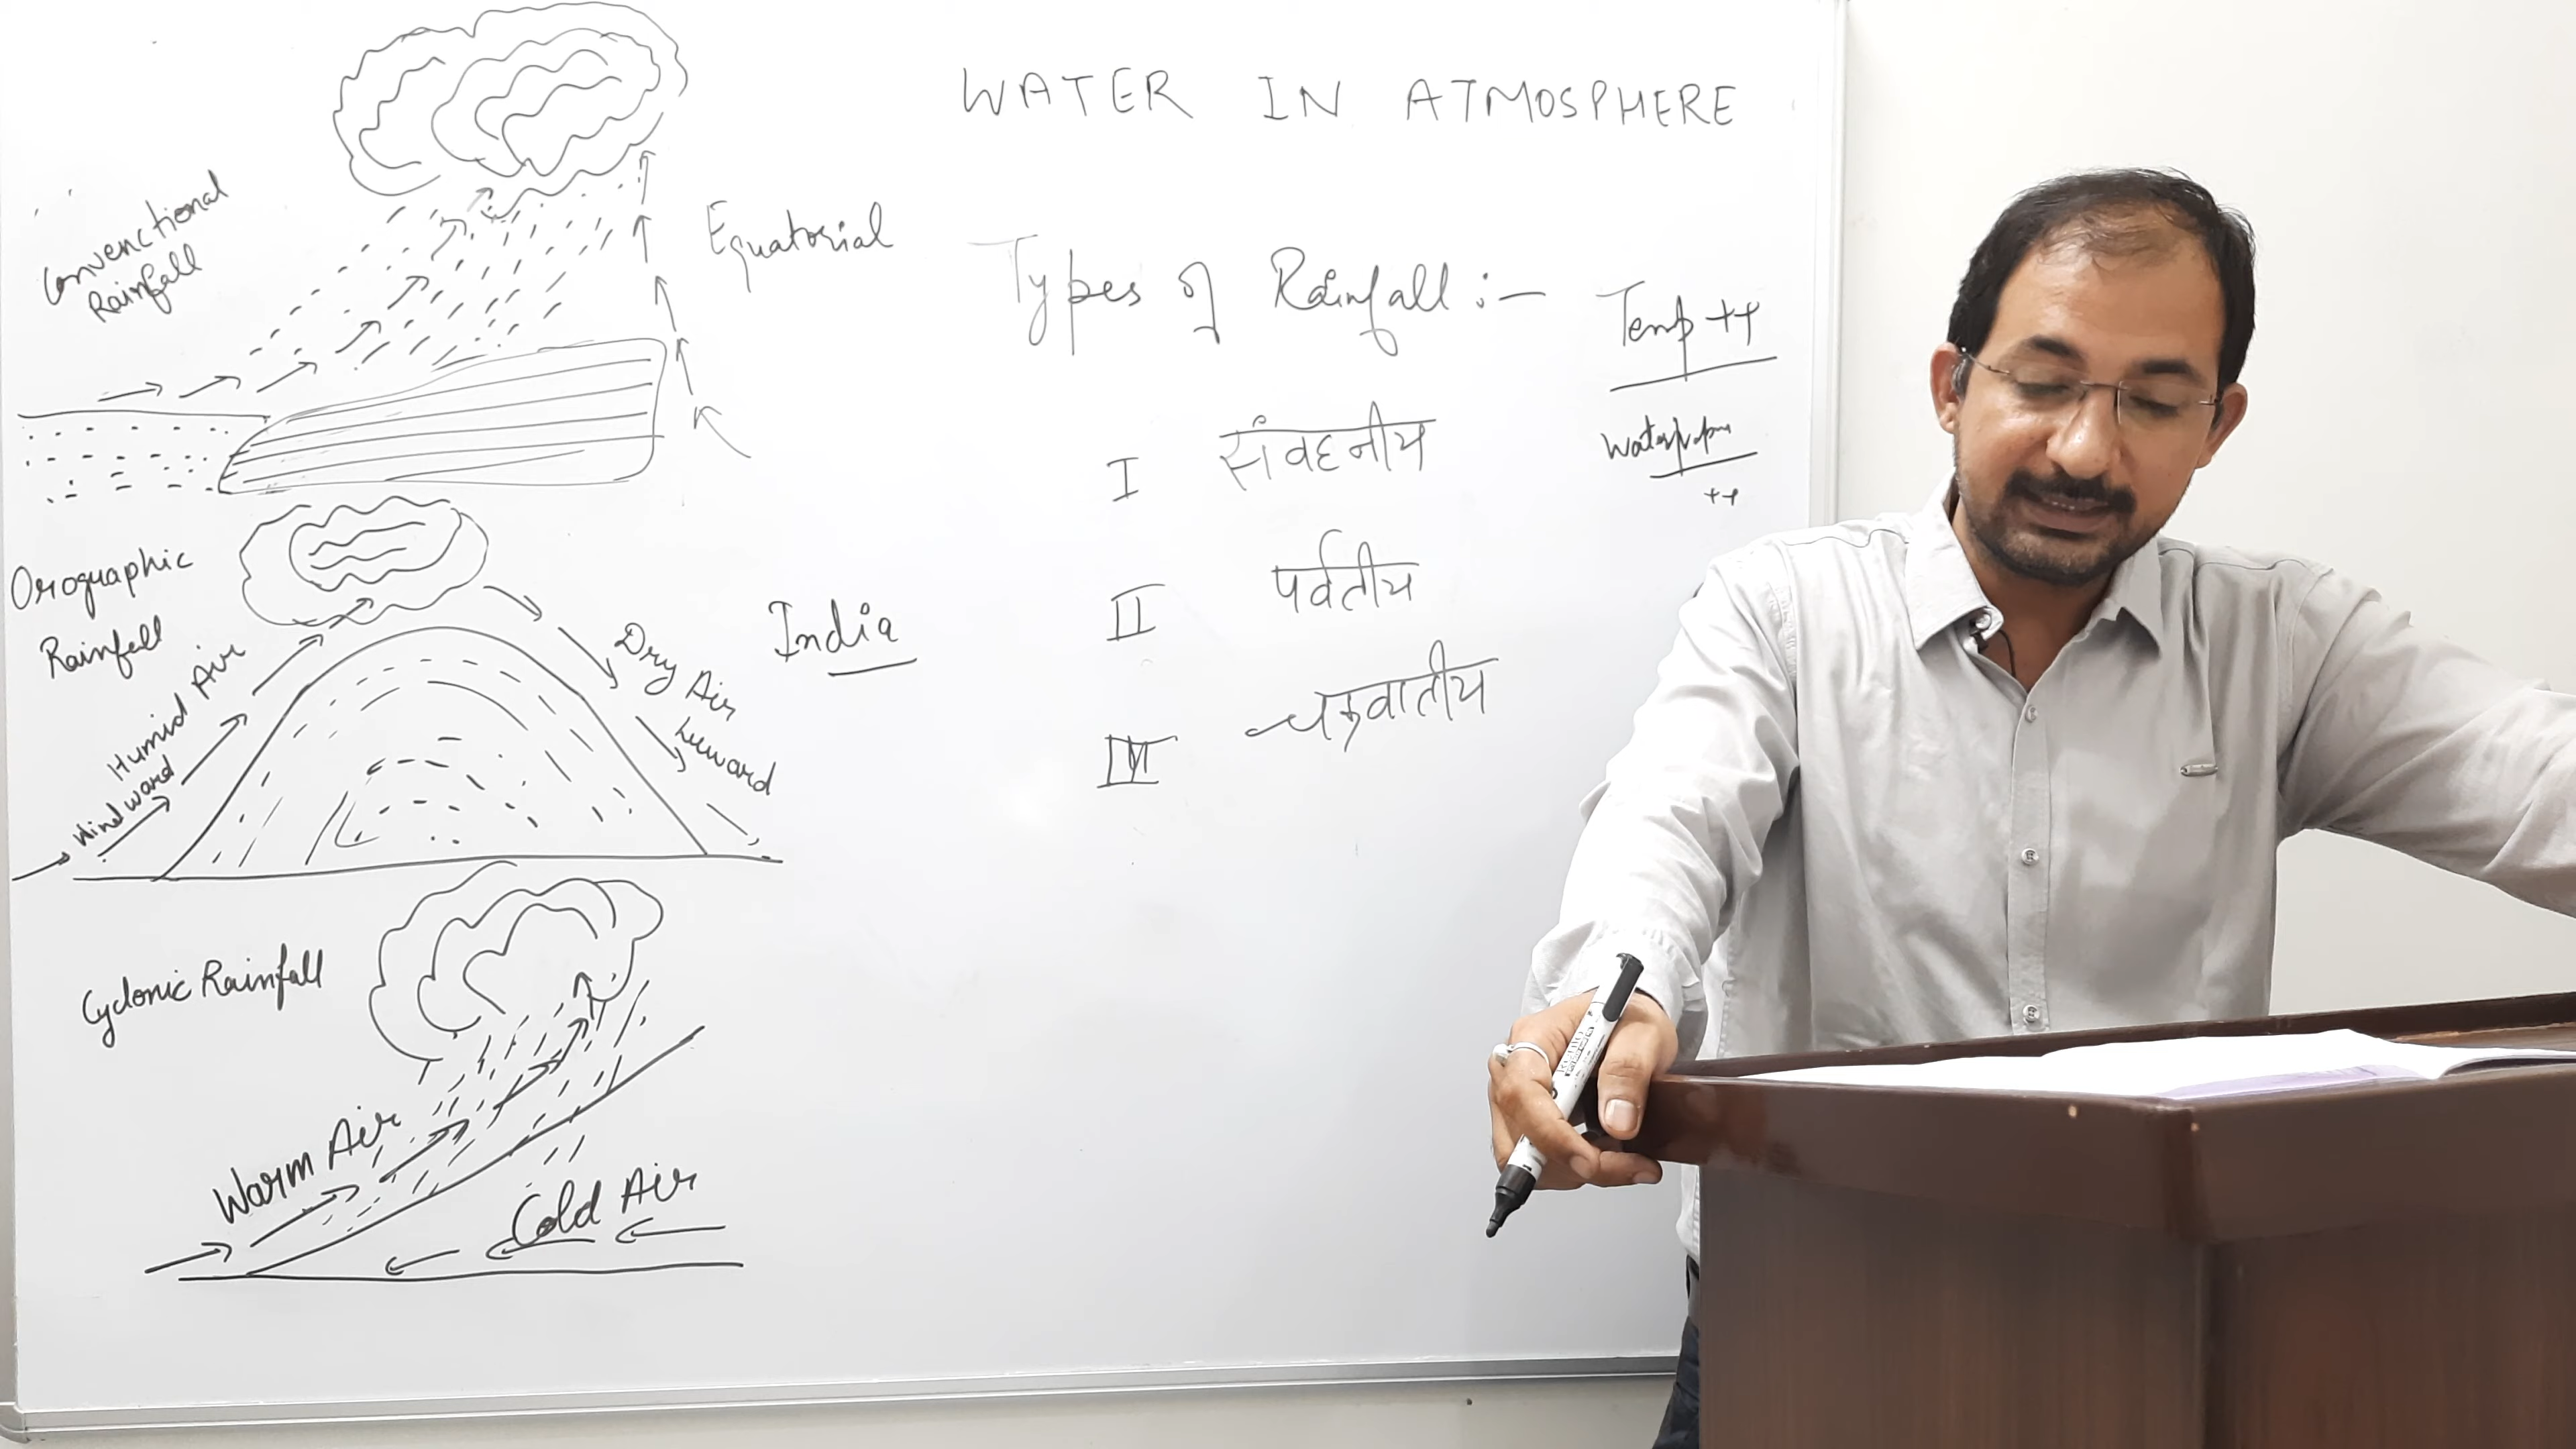 WATER IN ATMOSPHERE
Convenctional
Rainfall
Equatorial
Types of Rainfall :—
Temp ++
I संवहनीय
++
II पर्वतीय
III चक्रवातीय
Orographic
Rainfall
Humid Air
Windward
Dry Air
Leeward
India
Cyclonic Rainfall
Warm Air
Cold Air